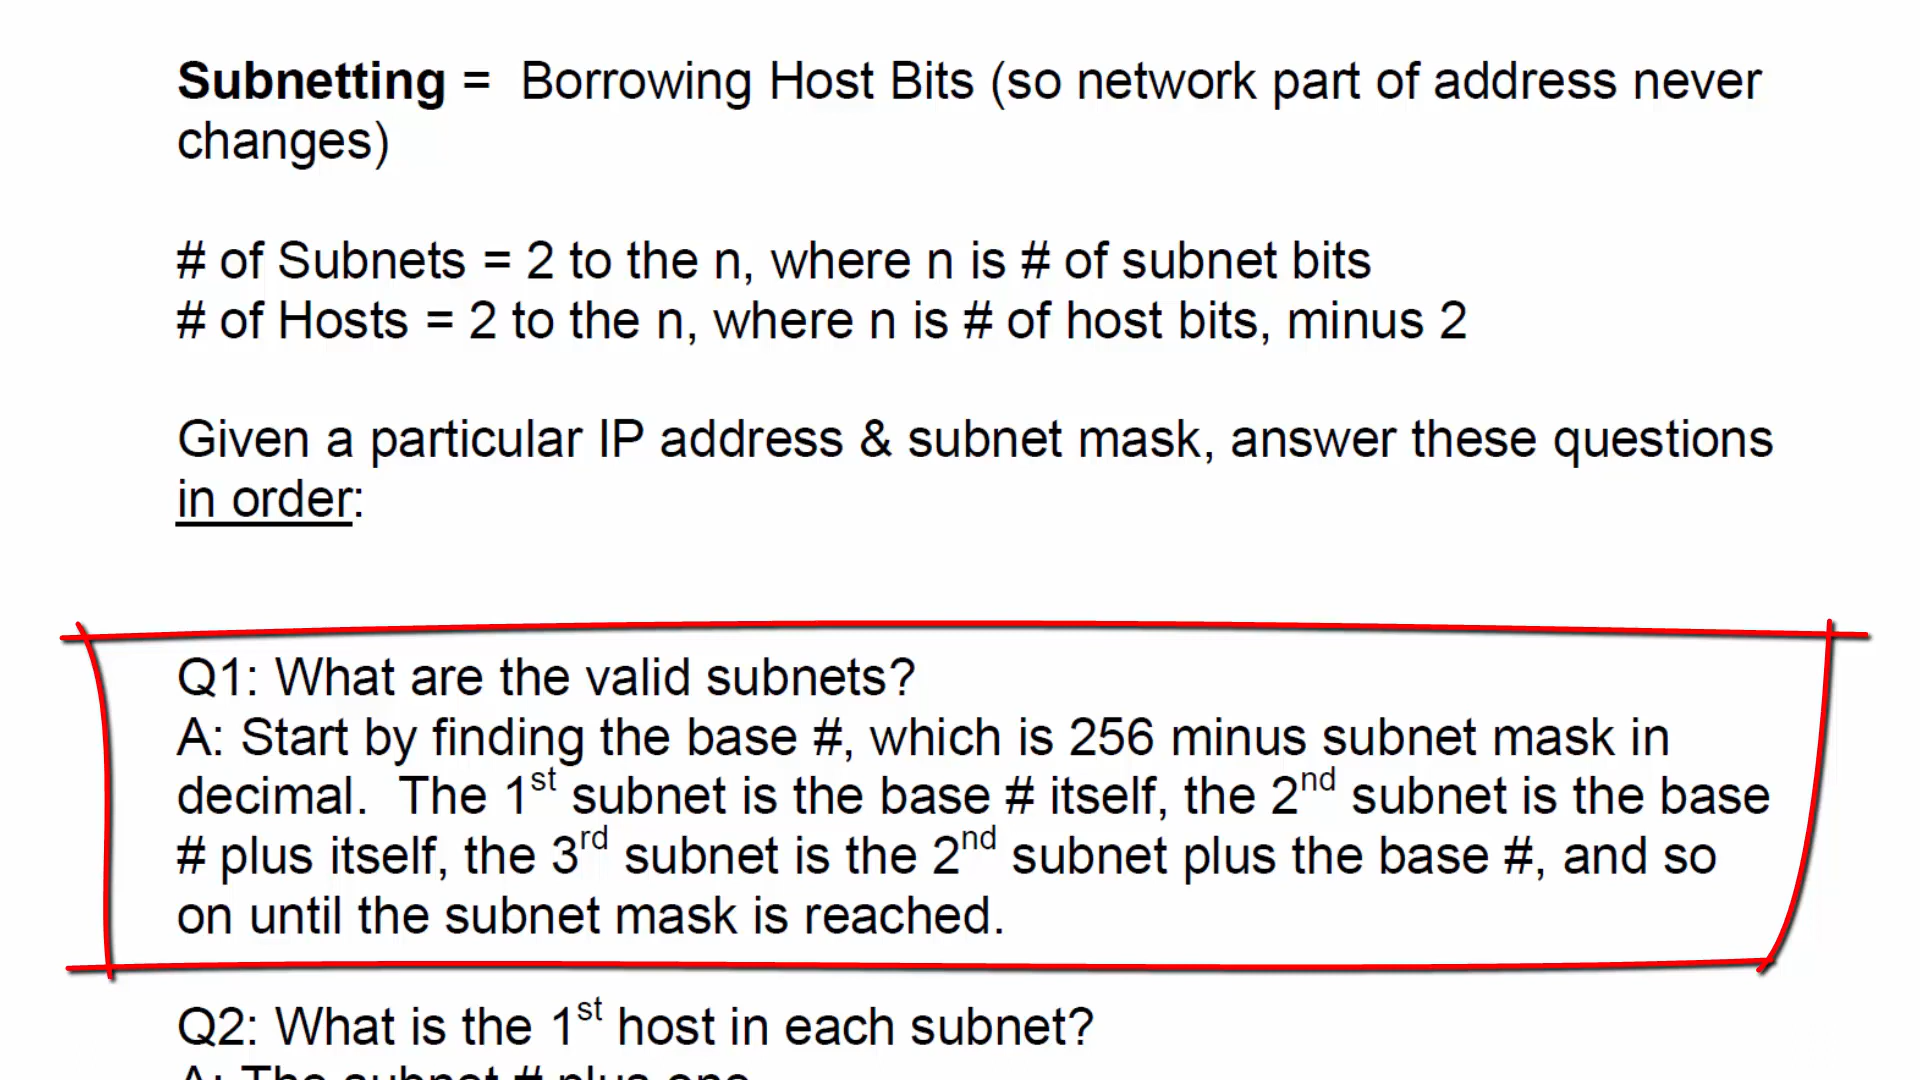 Subnetting = Borrowing Host Bits (so network part of address never
changes)
# of Subnets = 2 to the n, where n is # of subnet bits
# of Hosts = 2 to the n, where n is # of host bits, minus 2
Given a particular IP address & subnet mask, answer these questions
in order:
Q1: What are the valid subnets?
A: Start by finding the base #, which is 256 minus subnet mask in
decimal.  The 1st subnet is the base # itself, the 2nd subnet is the base
# plus itself, the 3rd subnet is the 2nd subnet plus the base #, and so
on until the subnet mask is reached.
Q2: What is the 1st host in each subnet?
A: The subnet # plus one